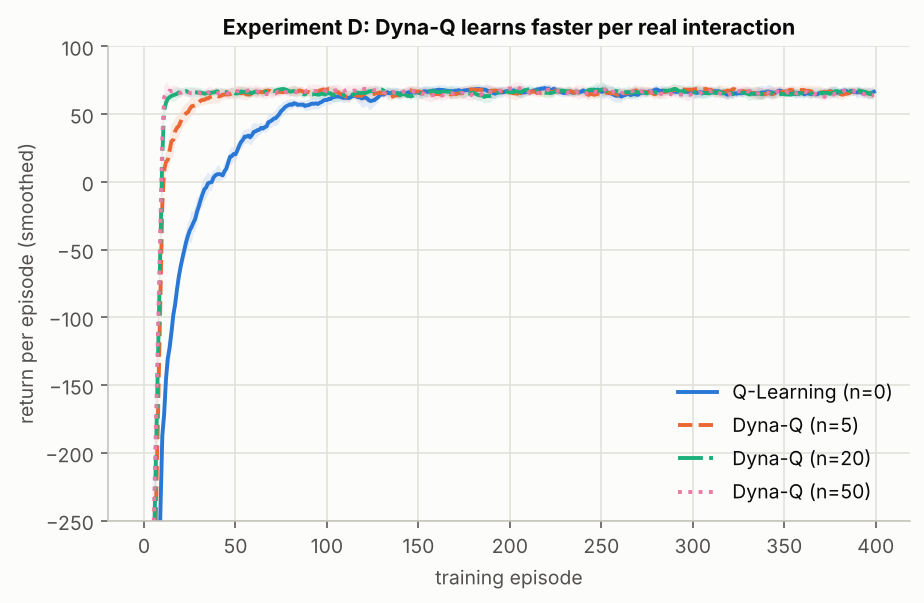 Experiment D: Dyna-Q learns faster per real interaction
return per episode (smoothed)
100
50
0
−50
−100
−150
−200
−250
0 50 100 150 200 250 300 350 400
training episode
Q-Learning (n=0)
Dyna-Q (n=5)
Dyna-Q (n=20)
Dyna-Q (n=50)